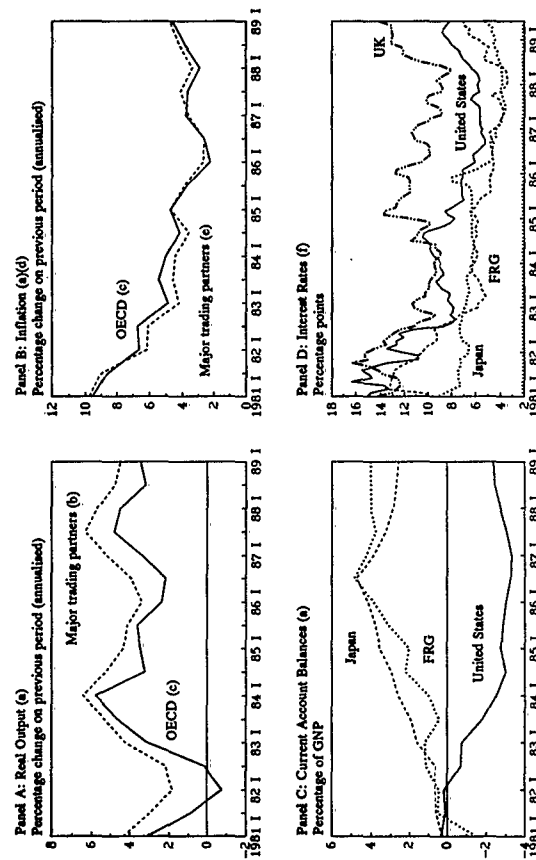 Panel A: Real Output (a)
Percentage change on previous period (annualised)
8
6
4
2
0
-2
Major trading partners (b)
OECD (c)
1981 I 82 I 83 I 84 I 85 I 86 I 87 I 88 I 89 I
Panel B: Inflation (a)(d)
Percentage change on previous period (annualised)
12
10
8
6
4
2
0
OECD (c)
Major trading partners (e)
1981 I 82 I 83 I 84 I 85 I 86 I 87 I 88 I 89 I
Panel C: Current Account Balances (a)
Percentage of GNP
6
4
2
0
-2
-4
Japan
FRG
United States
1981 I 82 I 83 I 84 I 85 I 86 I 87 I 88 I 89 I
Panel D: Interest Rates (f)
Percentage points
18
16
14
12
10
8
6
4
2
UK
United States
Japan
FRG
1981 I 82 I 83 I 84 I 85 I 86 I 87 I 88 I 89 I